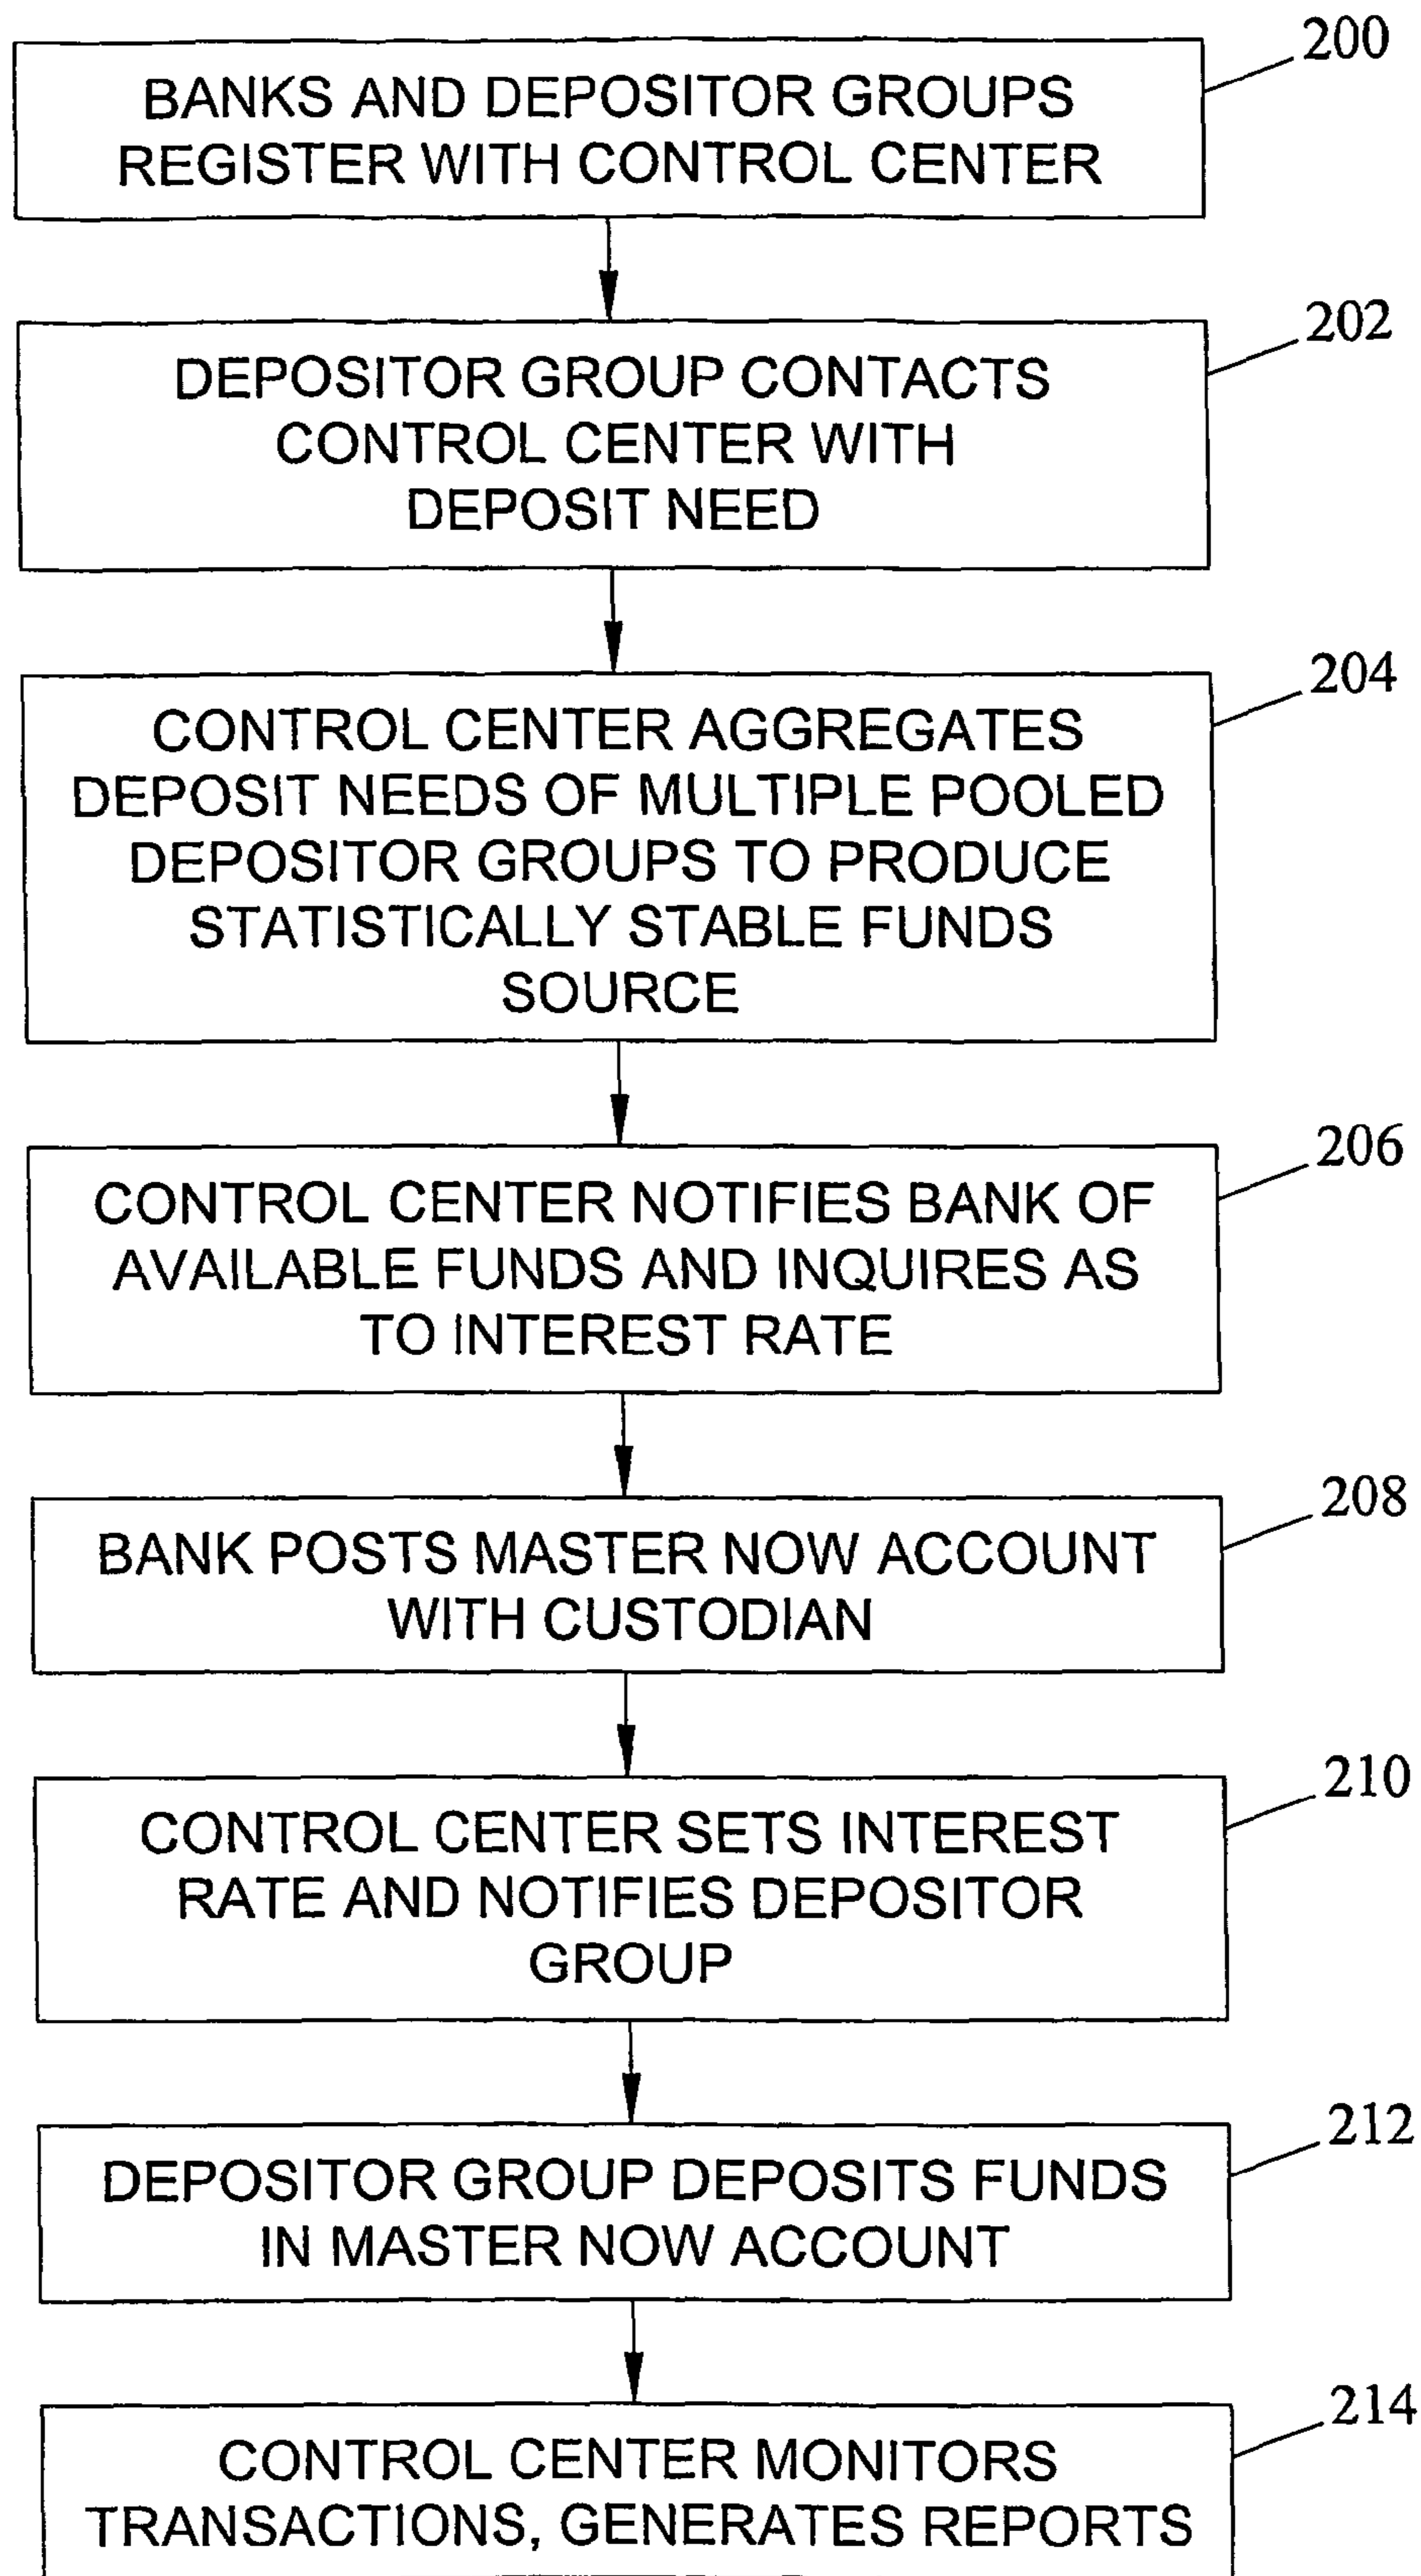 200
BANKS AND DEPOSITOR GROUPS
REGISTER WITH CONTROL CENTER
202
DEPOSITOR GROUP CONTACTS
CONTROL CENTER WITH
DEPOSIT NEED
204
CONTROL CENTER AGGREGATES
DEPOSIT NEEDS OF MULTIPLE POOLED
DEPOSITOR GROUPS TO PRODUCE
STATISTICALLY STABLE FUNDS
SOURCE
206
CONTROL CENTER NOTIFIES BANK OF
AVAILABLE FUNDS AND INQUIRES AS
TO INTEREST RATE
208
BANK POSTS MASTER NOW ACCOUNT
WITH CUSTODIAN
210
CONTROL CENTER SETS INTEREST
RATE AND NOTIFIES DEPOSITOR
GROUP
212
DEPOSITOR GROUP DEPOSITS FUNDS
IN MASTER NOW ACCOUNT
214
CONTROL CENTER MONITORS
TRANSACTIONS, GENERATES REPORTS